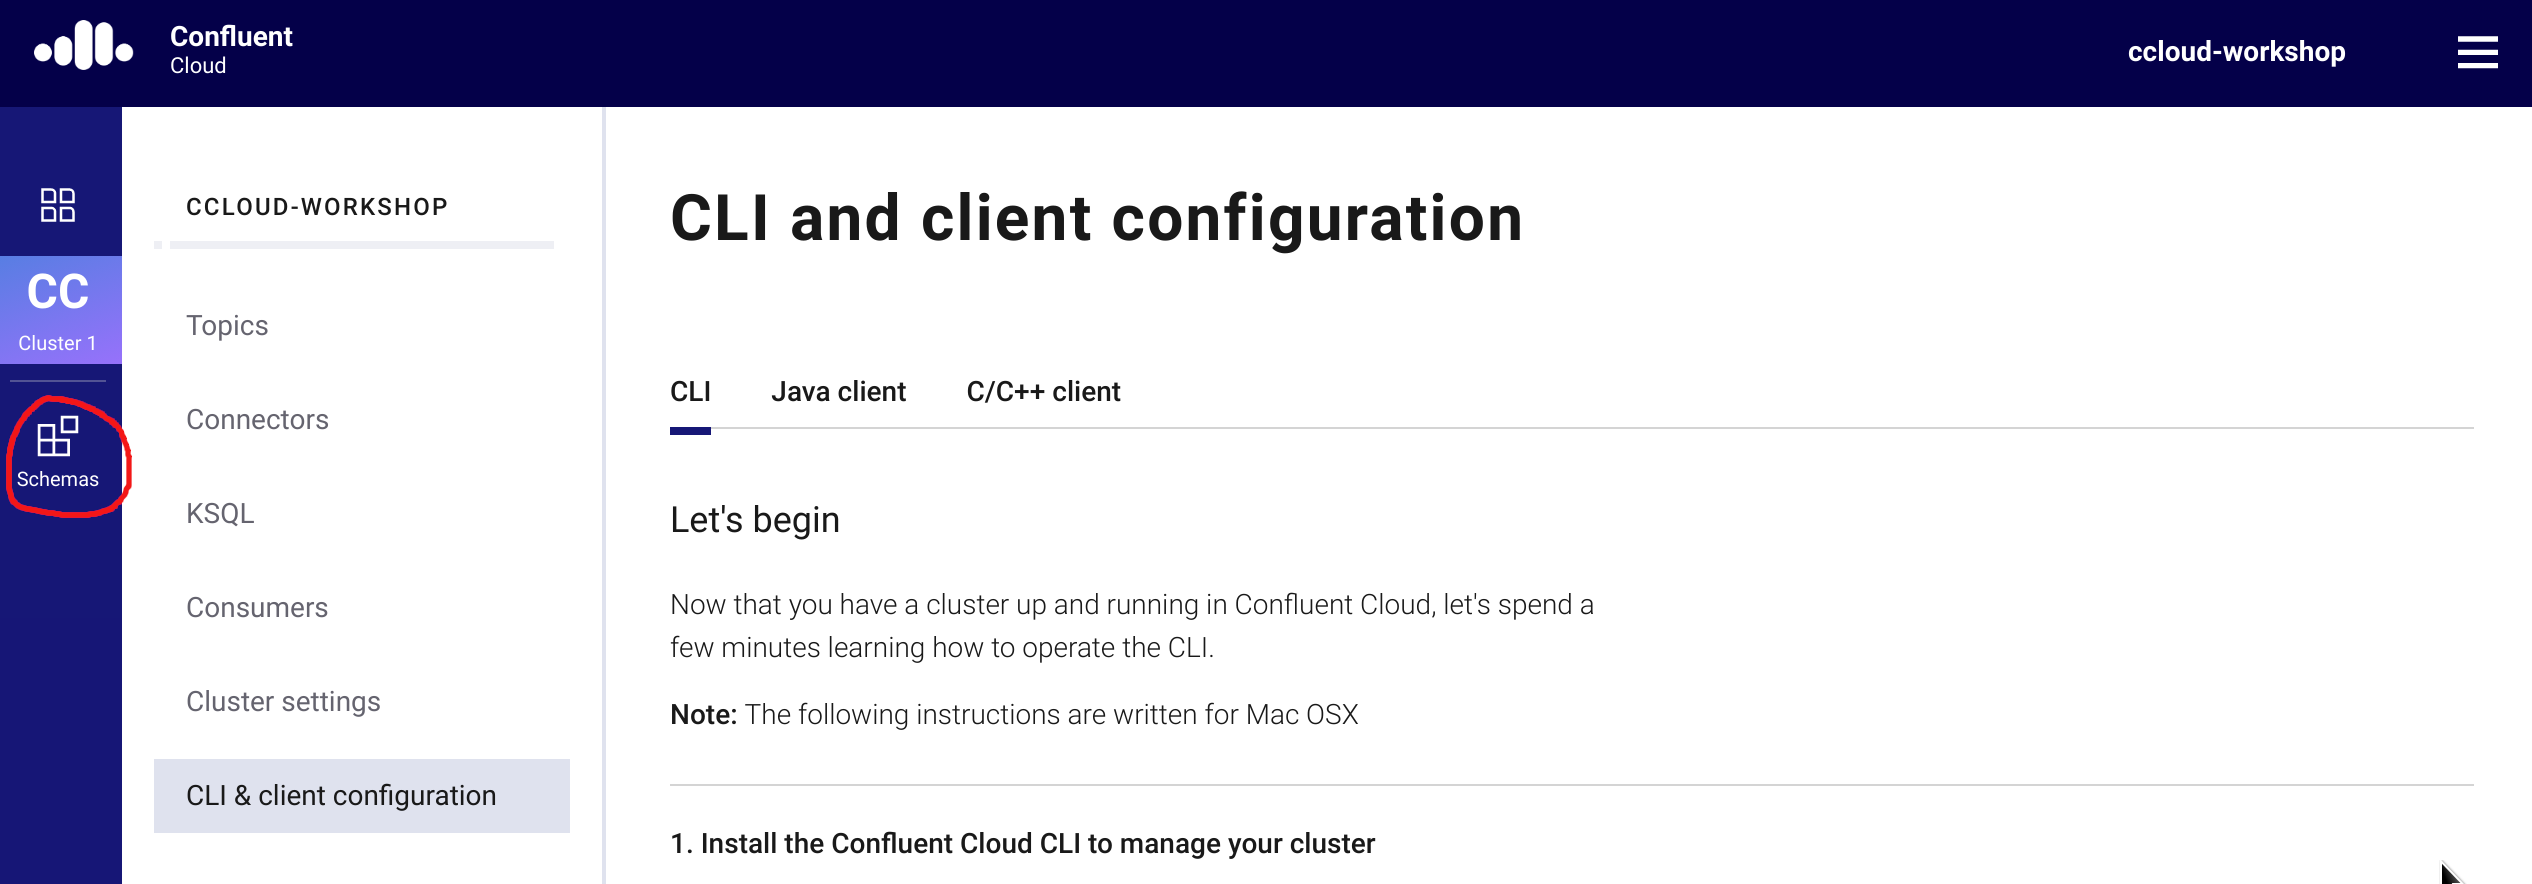 Confluent
Cloud
ccloud-workshop
CC
Cluster 1
Schemas
CCLOUD-WORKSHOP
Topics
Connectors
KSQL
Consumers
Cluster settings
CLI & client configuration
CLI and client configuration
CLI Java client C/C++ client
Let's begin
Now that you have a cluster up and running in Confluent Cloud, let's spend a
few minutes learning how to operate the CLI.
Note: The following instructions are written for Mac OSX
1. Install the Confluent Cloud CLI to manage your cluster